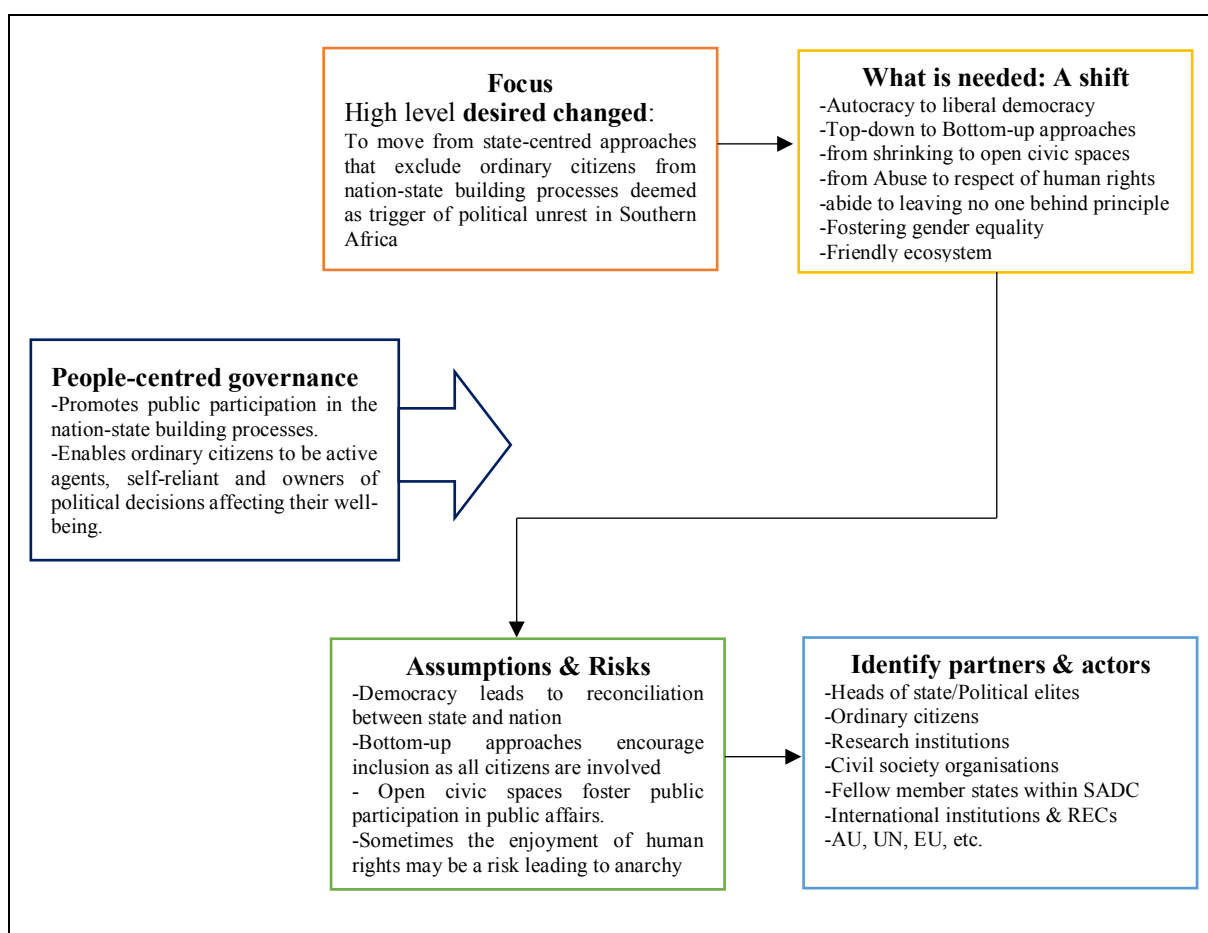 Focus
High level desired changed:
To move from state-centred approaches
that exclude ordinary citizens from
nation-state building processes deemed
as trigger of political unrest in Southern
Africa
What is needed: A shift
-Autocracy to liberal democracy
-Top-down to Bottom-up approaches
-from shrinking to open civic spaces
-from Abuse to respect of human rights
-abide to leaving no one behind principle
-Fostering gender equality
-Friendly ecosystem
People-centred governance
-Promotes public participation in the
nation-state building processes.
-Enables ordinary citizens to be active
agents, self-reliant and owners of
political decisions affecting their well-
being.
Assumptions & Risks
-Democracy leads to reconciliation
between state and nation
-Bottom-up approaches encourage
inclusion as all citizens are involved
- Open civic spaces foster public
participation in public affairs.
-Sometimes the enjoyment of human
rights may be a risk leading to anarchy
Identify partners & actors
-Heads of state/Political elites
-Ordinary citizens
-Research institutions
-Civil society organisations
-Fellow member states within SADC
-International institutions & RECs
-AU, UN, EU, etc.